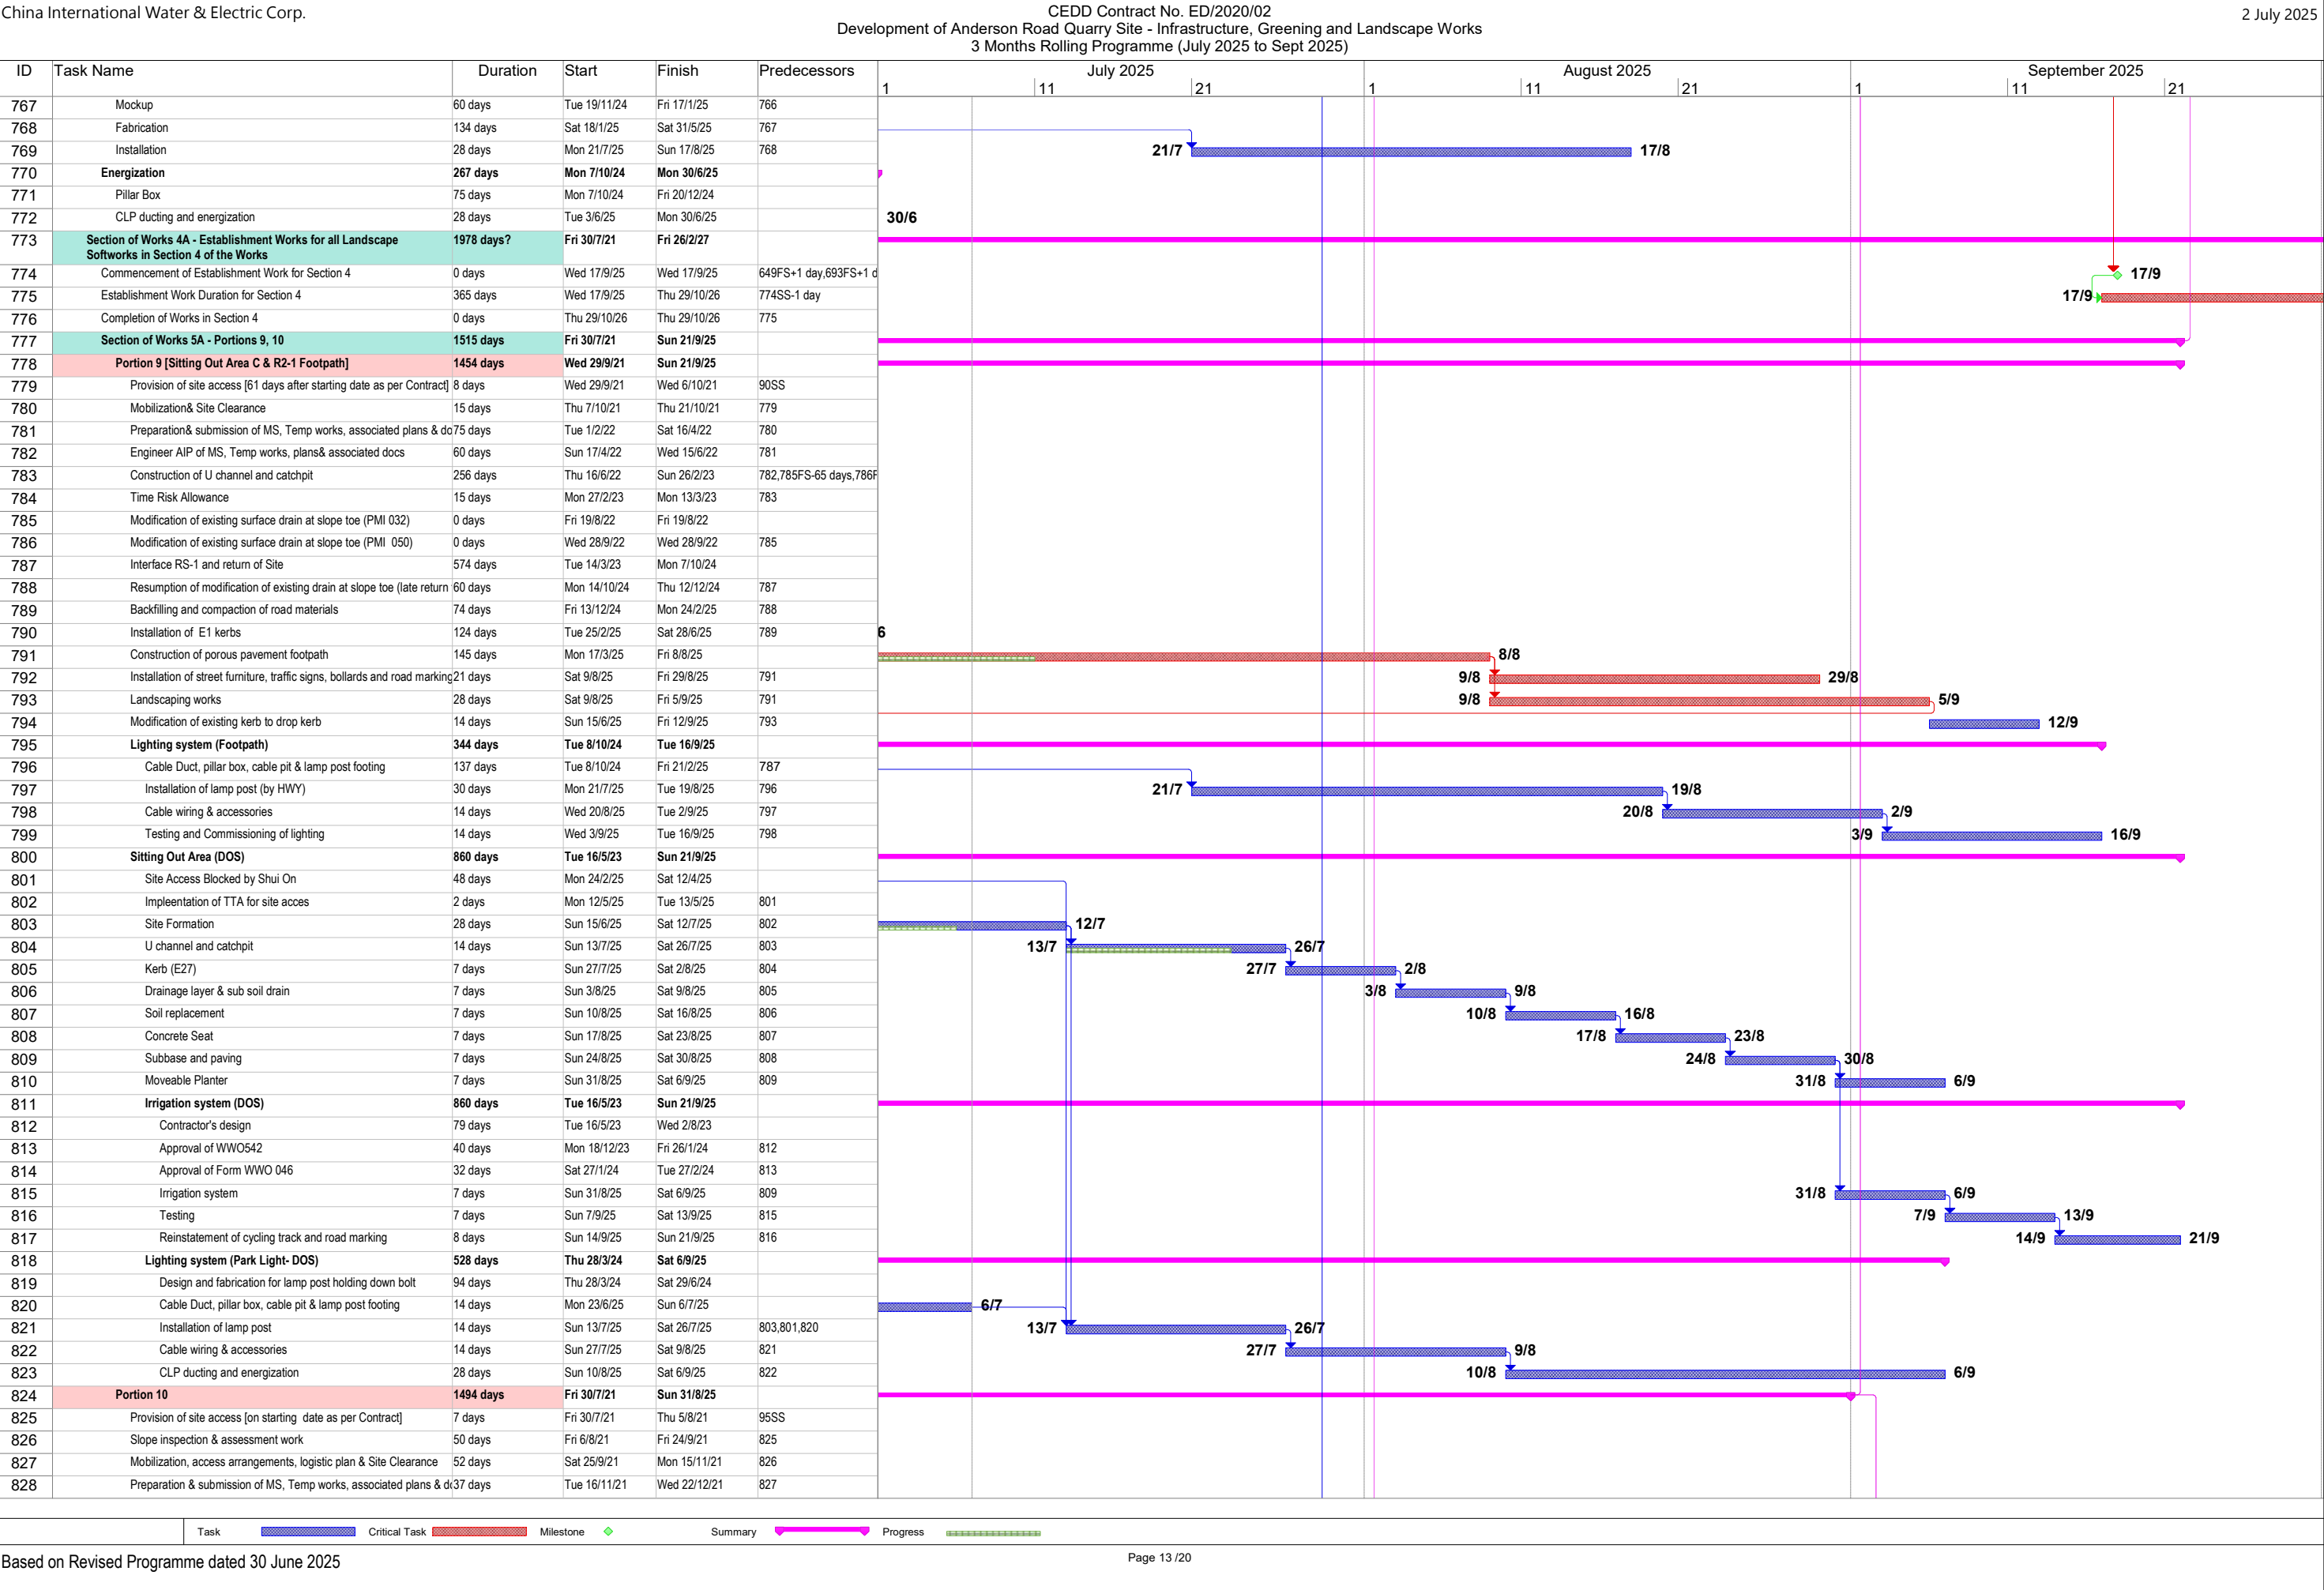 China International Water & Electric Corp.
CEDD Contract No. ED/2020/02
2 July 2025
Development of Anderson Road Quarry Site - Infrastructure, Greening and Landscape Works
3 Months Rolling Programme (July 2025 to Sept 2025)
ID Task Name Duration Start Finish Predecessors July 2025 August 2025 September 2025
1 11 21 1 11 21 1 11 21
767 Mockup 60 days Tue 19/11/24 Fri 17/1/25 766
768 Fabrication 134 days Sat 18/1/25 Sat 31/5/25 767
769 Installation 28 days Mon 21/7/25 Sun 17/8/25 768 21/7 17/8
770 Energization 267 days Mon 7/10/24 Mon 30/6/25
771 Pillar Box 75 days Mon 7/10/24 Fri 20/12/24
772 CLP ducting and energization 28 days Tue 3/6/25 Mon 30/6/25 30/6
773 Section of Works 4A - Establishment Works for all Landscape 1978 days? Fri 30/7/21 Fri 26/2/27
Softworks in Section 4 of the Works
774 Commencement of Establishment Work for Section 4 0 days Wed 17/9/25 Wed 17/9/25 649FS+1 day,693FS+1 d 17/9
775 Establishment Work Duration for Section 4 365 days Wed 17/9/25 Thu 29/10/26 774SS-1 day 17/9
776 Completion of Works in Section 4 0 days Thu 29/10/26 Thu 29/10/26 775
777 Section of Works 5A - Portions 9, 10 1515 days Fri 30/7/21 Sun 21/9/25
778 Portion 9 [Sitting Out Area C & R2-1 Footpath] 1454 days Wed 29/9/21 Sun 21/9/25
779 Provision of site access [61 days after starting date as per Contract] 8 days Wed 29/9/21 Wed 6/10/21 90SS
780 Mobilization& Site Clearance 15 days Thu 7/10/21 Thu 21/10/21 779
781 Preparation& submission of MS, Temp works, associated plans & do 75 days Tue 1/2/22 Sat 16/4/22 780
782 Engineer AIP of MS, Temp works, plans& associated docs 60 days Sun 17/4/22 Wed 15/6/22 781
783 Construction of U channel and catchpit 256 days Thu 16/6/22 Sun 26/2/23 782,785FS-65 days,786F
784 Time Risk Allowance 15 days Mon 27/2/23 Mon 13/3/23 783
785 Modification of existing surface drain at slope toe (PMI 032) 0 days Fri 19/8/22 Fri 19/8/22
786 Modification of existing surface drain at slope toe (PMI 050) 0 days Wed 28/9/22 Wed 28/9/22 785
787 Interface RS-1 and return of Site 574 days Tue 14/3/23 Mon 7/10/24
788 Resumption of modification of existing drain at slope toe (late return 60 days Mon 14/10/24 Thu 12/12/24 787
789 Backfilling and compaction of road materials 74 days Fri 13/12/24 Mon 24/2/25 788
790 Installation of E1 kerbs 124 days Tue 25/2/25 Sat 28/6/25 789 6
791 Construction of porous pavement footpath 145 days Mon 17/3/25 Fri 8/8/25 8/8
792 Installation of street furniture, traffic signs, bollards and road marking 21 days Sat 9/8/25 Fri 29/8/25 791 9/8 29/8
793 Landscaping works 28 days Sat 9/8/25 Fri 5/9/25 791 9/8 5/9
794 Modification of existing kerb to drop kerb 14 days Sun 15/6/25 Fri 12/9/25 793 12/9
795 Lighting system (Footpath) 344 days Tue 8/10/24 Tue 16/9/25
796 Cable Duct, pillar box, cable pit & lamp post footing 137 days Tue 8/10/24 Fri 21/2/25 787
797 Installation of lamp post (by HWY) 30 days Mon 21/7/25 Tue 19/8/25 796 21/7 19/8
798 Cable wiring & accessories 14 days Wed 20/8/25 Tue 2/9/25 797 20/8 2/9
799 Testing and Commissioning of lighting 14 days Wed 3/9/25 Tue 16/9/25 798 3/9 16/9
800 Sitting Out Area (DOS) 860 days Tue 16/5/23 Sun 21/9/25
801 Site Access Blocked by Shui On 48 days Mon 24/2/25 Sat 12/4/25
802 Impleentation of TTA for site acces 2 days Mon 12/5/25 Tue 13/5/25 801
803 Site Formation 28 days Sun 15/6/25 Sat 12/7/25 802 12/7
804 U channel and catchpit 14 days Sun 13/7/25 Sat 26/7/25 803 13/7 26/7
805 Kerb (E27) 7 days Sun 27/7/25 Sat 2/8/25 804 27/7 2/8
806 Drainage layer & sub soil drain 7 days Sun 3/8/25 Sat 9/8/25 805 3/8 9/8
807 Soil replacement 7 days Sun 10/8/25 Sat 16/8/25 806 10/8 16/8
808 Concrete Seat 7 days Sun 17/8/25 Sat 23/8/25 807 17/8 23/8
809 Subbase and paving 7 days Sun 24/8/25 Sat 30/8/25 808 24/8 30/8
810 Moveable Planter 7 days Sun 31/8/25 Sat 6/9/25 809 31/8 6/9
811 Irrigation system (DOS) 860 days Tue 16/5/23 Sun 21/9/25
812 Contractor's design 79 days Tue 16/5/23 Wed 2/8/23
813 Approval of WWO542 40 days Mon 18/12/23 Fri 26/1/24 812
814 Approval of Form WWO 046 32 days Sat 27/1/24 Tue 27/2/24 813
815 Irrigation system 7 days Sun 31/8/25 Sat 6/9/25 809 31/8 6/9
816 Testing 7 days Sun 7/9/25 Sat 13/9/25 815 7/9 13/9
817 Reinstatement of cycling track and road marking 8 days Sun 14/9/25 Sun 21/9/25 816 14/9 21/9
818 Lighting system (Park Light- DOS) 528 days Thu 28/3/24 Sat 6/9/25
819 Design and fabrication for lamp post holding down bolt 94 days Thu 28/3/24 Sat 29/6/24
820 Cable Duct, pillar box, cable pit & lamp post footing 14 days Mon 23/6/25 Sun 6/7/25 6/7
821 Installation of lamp post 14 days Sun 13/7/25 Sat 26/7/25 803,801,820 13/7 26/7
822 Cable wiring & accessories 14 days Sun 27/7/25 Sat 9/8/25 821 27/7 9/8
823 CLP ducting and energization 28 days Sun 10/8/25 Sat 6/9/25 822 10/8 6/9
824 Portion 10 1494 days Fri 30/7/21 Sun 31/8/25
825 Provision of site access [on starting date as per Contract] 7 days Fri 30/7/21 Thu 5/8/21 95SS
826 Slope inspection & assessment work 50 days Fri 6/8/21 Fri 24/9/21 825
827 Mobilization, access arrangements, logistic plan & Site Clearance 52 days Sat 25/9/21 Mon 15/11/21 826
828 Preparation & submission of MS, Temp works, associated plans & do 37 days Tue 16/11/21 Wed 22/12/21 827
Task Critical Task Milestone Summary Progress
Based on Revised Programme dated 30 June 2025
Page 13 /20